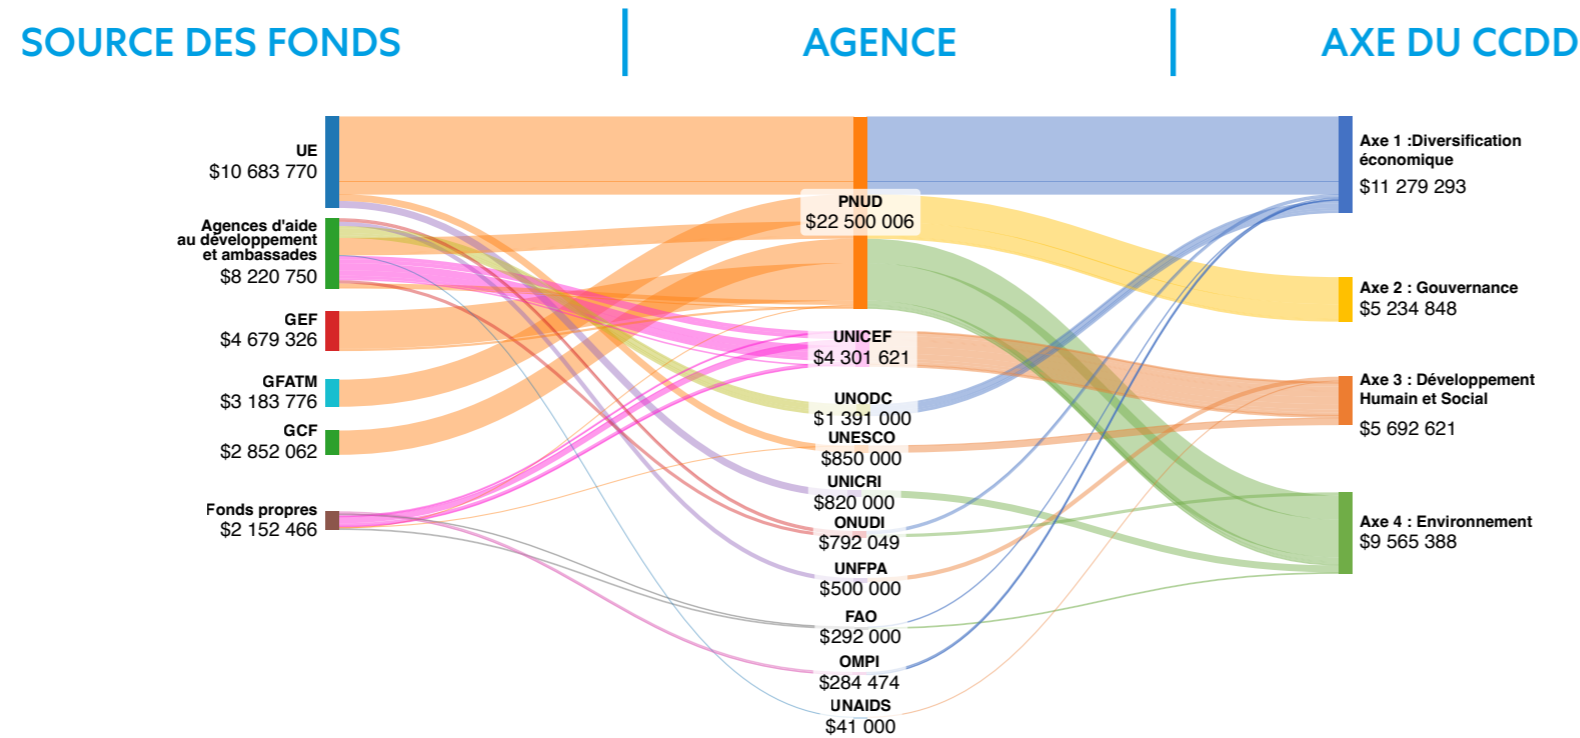 SOURCE DES FONDS
AGENCE
AXE DU CCDD
UE
$10 683 770
Agences d'aide
au développement
et ambassades
$8 220 750
GEF
$4 679 326
GFATM
$3 183 776
GCF
$2 852 062
Fonds propres
$2 152 466
PNUD
$22 500 006
UNICEF
$4 301 621
UNODC
$1 391 000
UNESCO
$850 000
UNICRI
$820 000
ONUDI
$792 049
UNFPA
$500 000
FAO
$292 000
OMPI
$284 474
UNAIDS
$41 000
Axe 1 :Diversification
économique
$11 279 293
Axe 2 : Gouvernance
$5 234 848
Axe 3 : Développement
Humain et Social
$5 692 621
Axe 4 : Environnement
$9 565 388